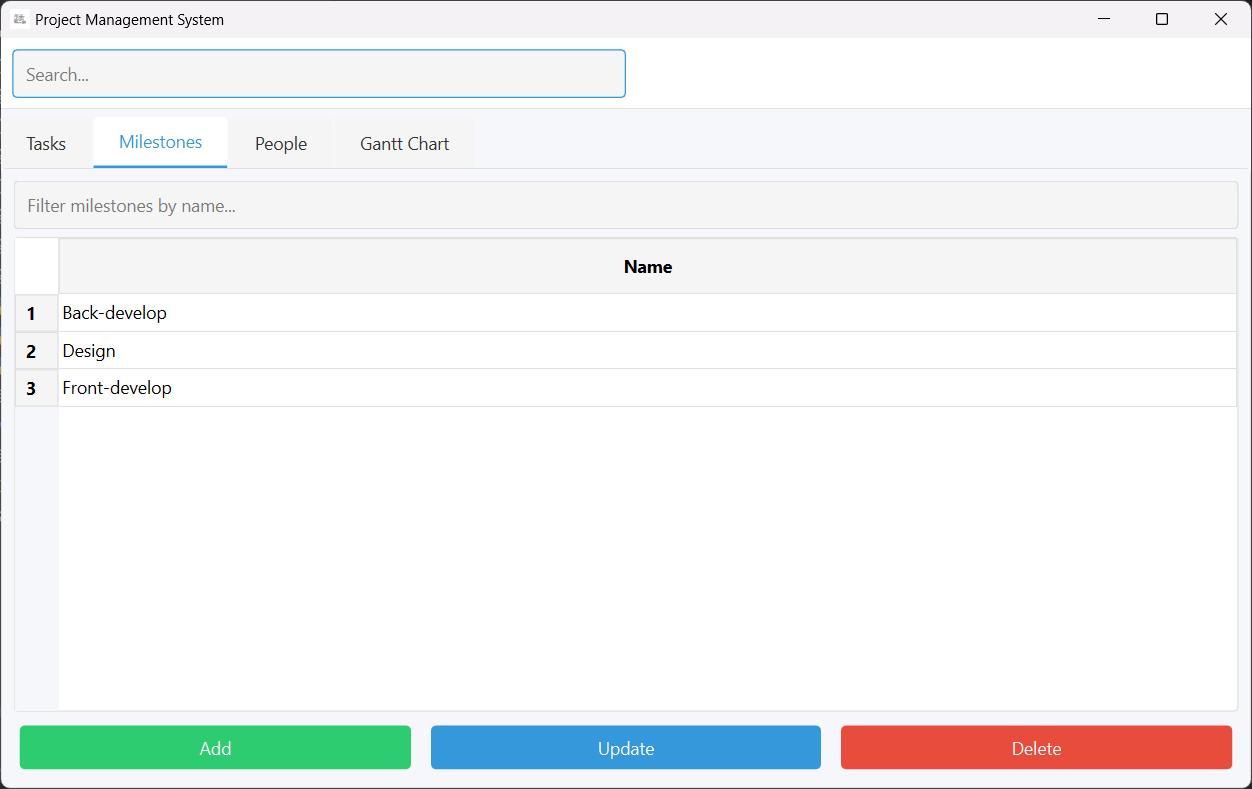 Project Management System
Search...
Tasks Milestones People Gantt Chart
Filter milestones by name...
Name
1 Back-develop
2 Design
3 Front-develop
Add Update Delete